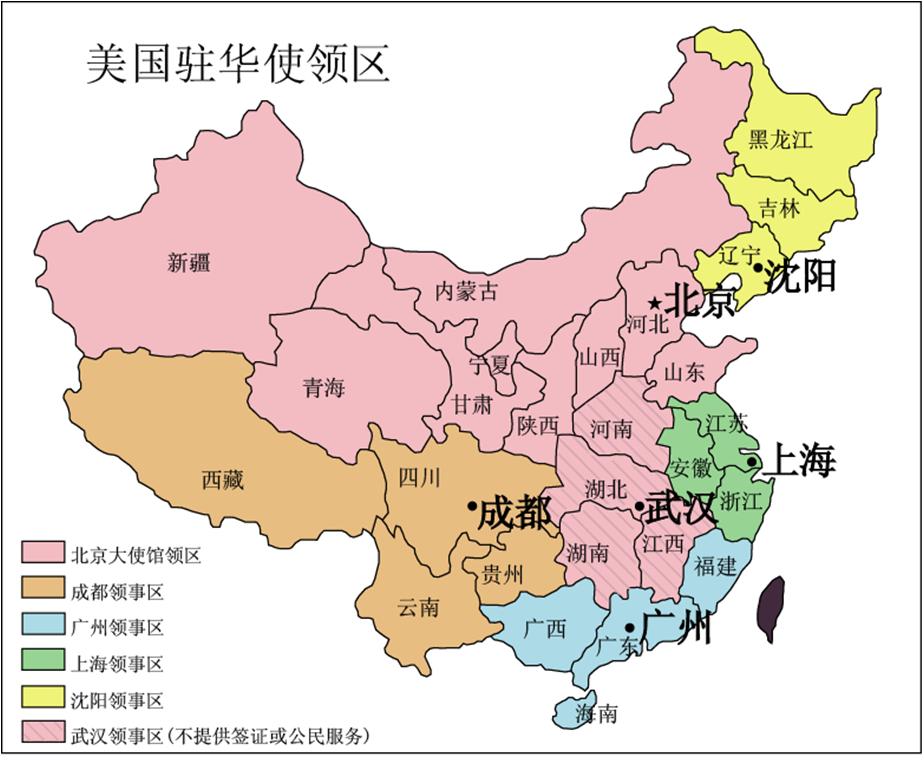 美国驻华使领区
黑龙江
吉林
辽宁
沈阳
新疆
内蒙古
北京
河北
宁夏
山西
山东
青海
甘肃
陕西
河南
江苏
上海
西藏
四川
安徽
湖北
成都
武汉
浙江
湖南
江西
贵州
福建
云南
广西
广东
广州
海南
北京大使馆领区
成都领事区
广州领事区
上海领事区
沈阳领事区
武汉领事区(不提供签证或公民服务)